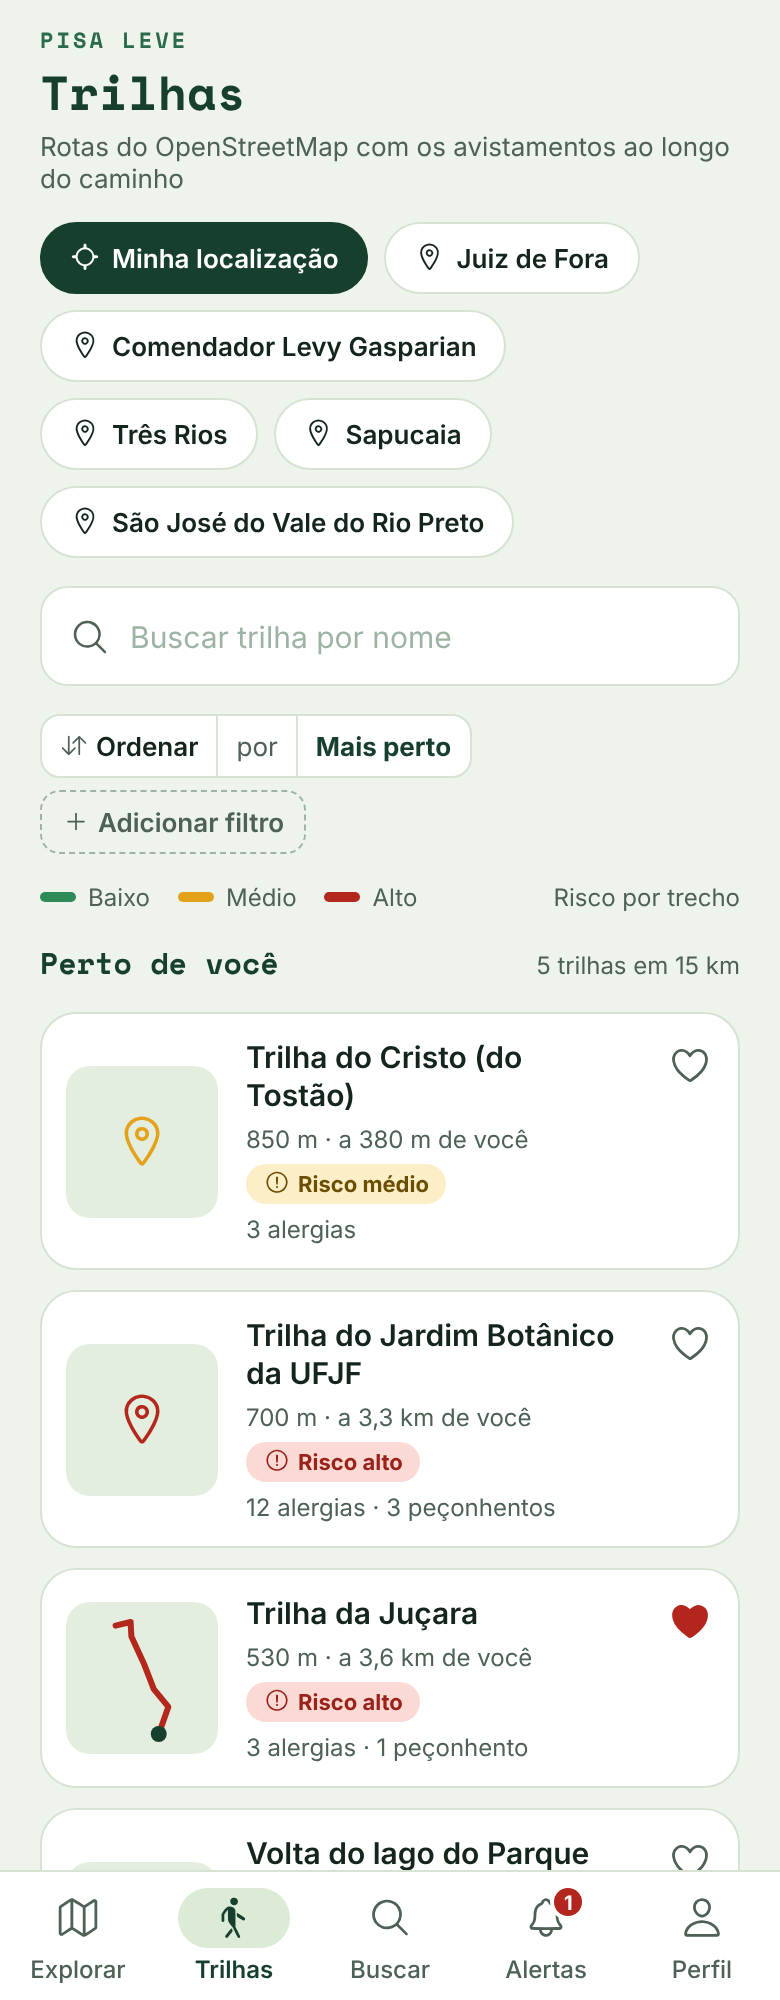 PISA LEVE
Trilhas
Rotas do OpenStreetMap com os avistamentos ao longo
do caminho
Minha localização
Juiz de Fora
Comendador Levy Gasparian
Três Rios
Sapucaia
São José do Vale do Rio Preto
Buscar trilha por nome
Ordenar por Mais perto
+ Adicionar filtro
Baixo Médio Alto Risco por trecho
Perto de você
5 trilhas em 15 km
Trilha do Cristo (do
Tostão)
850 m · a 380 m de você
Risco médio
3 alergias
Trilha do Jardim Botânico
da UFJF
700 m · a 3,3 km de você
Risco alto
12 alergias · 3 peçonhentos
Trilha da Juçara
530 m · a 3,6 km de você
Risco alto
3 alergias · 1 peçonhento
Volta do lago do Parque
1
Explorar Trilhas Buscar Alertas Perfil